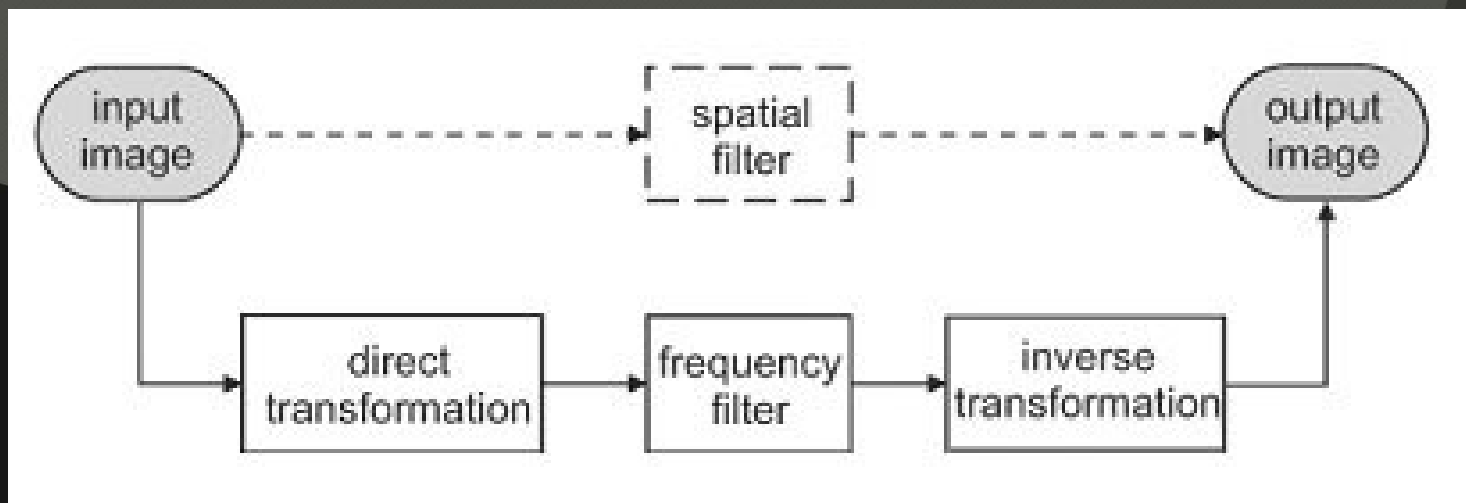 input
image
spatial
filter
output
image
direct
transformation
frequency
filter
inverse
transformation